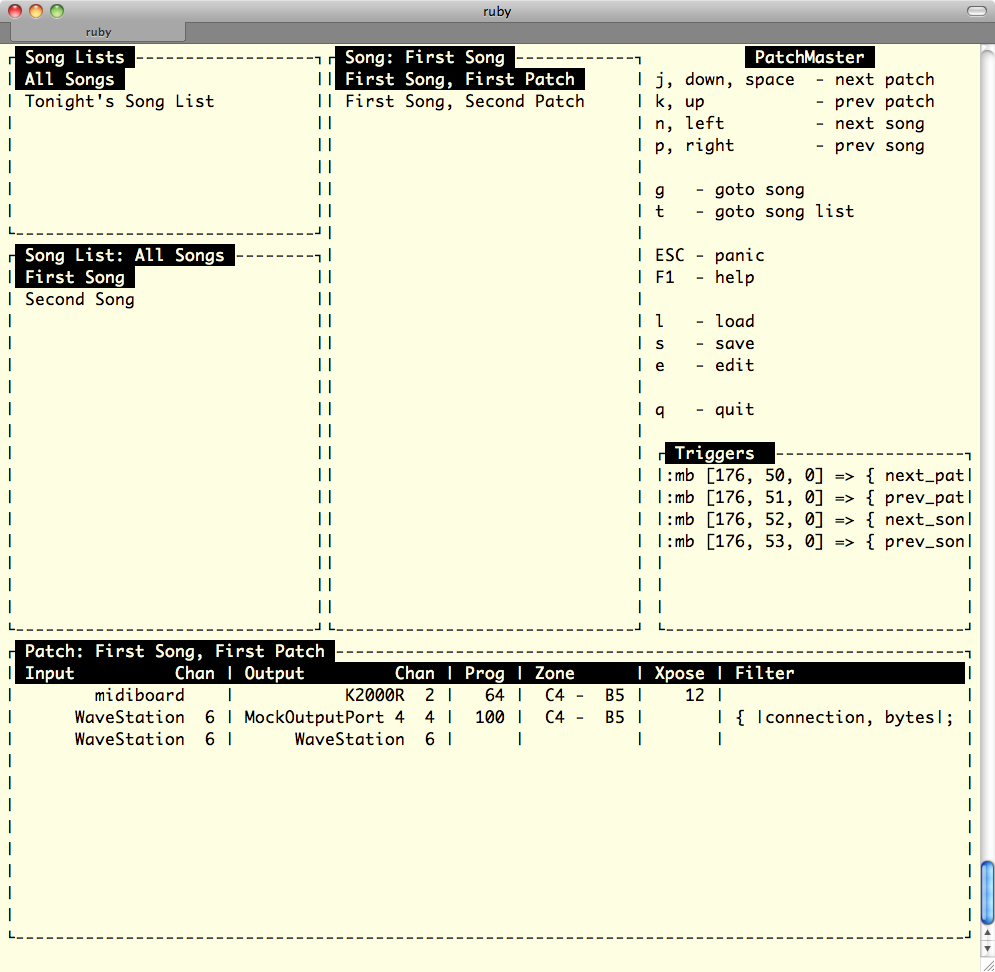 ruby
ruby
Song Lists
All Songs
Tonight's Song List
Song List: All Songs
First Song
Second Song
Song: First Song
First Song, First Patch
First Song, Second Patch
PatchMaster
j, down, space - next patch
k, up - prev patch
n, left - next song
p, right - prev song
g - goto song
t - goto song list
ESC - panic
F1 - help
l - load
s - save
e - edit
q - quit
Triggers
:mb [176, 50, 0] => { next_pat
:mb [176, 51, 0] => { prev_pat
:mb [176, 52, 0] => { next_son
:mb [176, 53, 0] => { prev_son
Patch: First Song, First Patch
Input Chan | Output Chan | Prog | Zone | Xpose | Filter
midiboard | K2000R 2 | 64 | C4 - B5 | 12 |
WaveStation 6 | MockOutputPort 4 4 | 100 | C4 - B5 | | { |connection, bytes|;
WaveStation 6 | WaveStation 6 | | | |